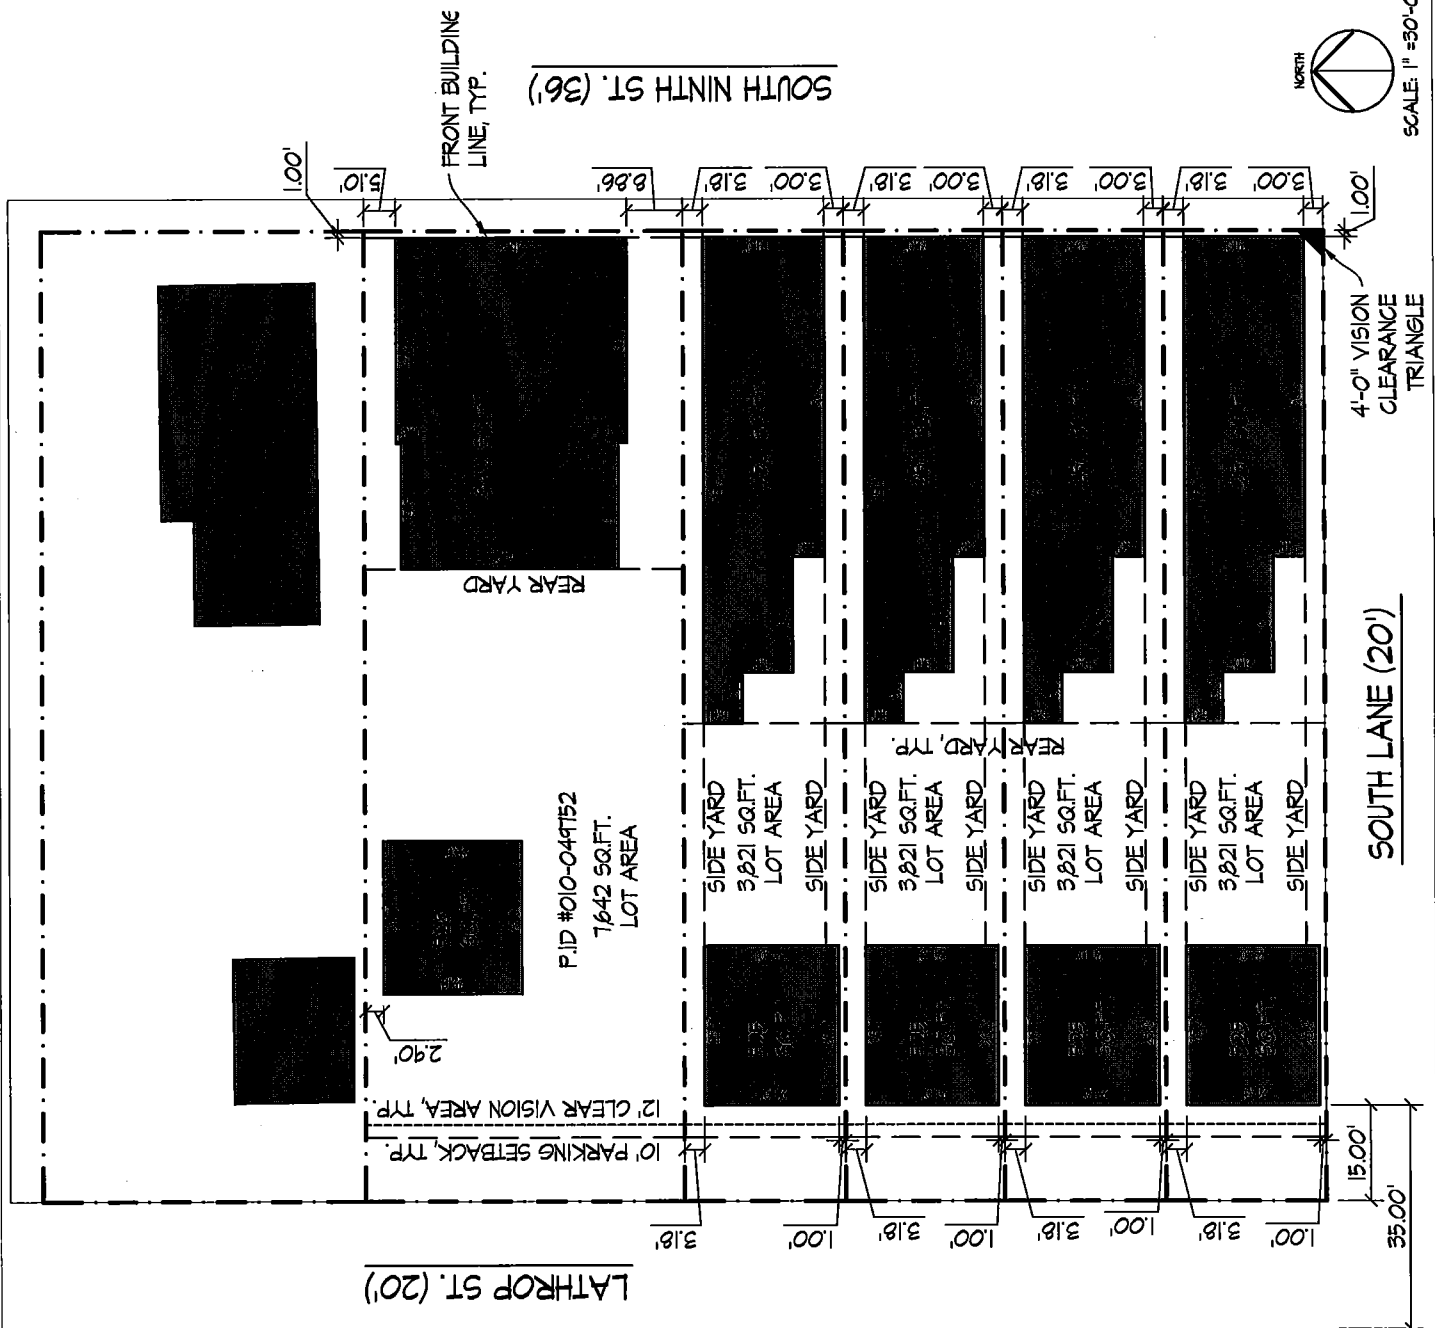 SOUTH NINTH ST. (36')
NORTH
SCALE: 1" =30'-0
FRONT BUILDING
LINE, TYP.
1.00'
5.10'
8.86'
3.18'
3.00'
3.18'
3.00'
3.18'
3.00'
3.18'
3.00'
1.00'
4'-0" VISION
CLEARANCE
TRIANGLE
REAR YARD
REAR YARD, TYP.
P.ID #010-049752
7,642 SQ.FT.
LOT AREA
SIDE YARD
3,821 SQ.FT.
LOT AREA
SIDE YARD
SIDE YARD
3,821 SQ.FT.
LOT AREA
SIDE YARD
SIDE YARD
3,821 SQ.FT.
LOT AREA
SIDE YARD
SIDE YARD
3,821 SQ.FT.
LOT AREA
SIDE YARD
SOUTH LANE (20')
2.90'
12' CLEAR VISION AREA, TYP.
10' PARKING SETBACK, TYP.
3.18'
1.00'
3.18'
1.00'
3.18'
1.00'
3.18'
1.00'
15.00'
35.00'
LATHROP ST. (20')